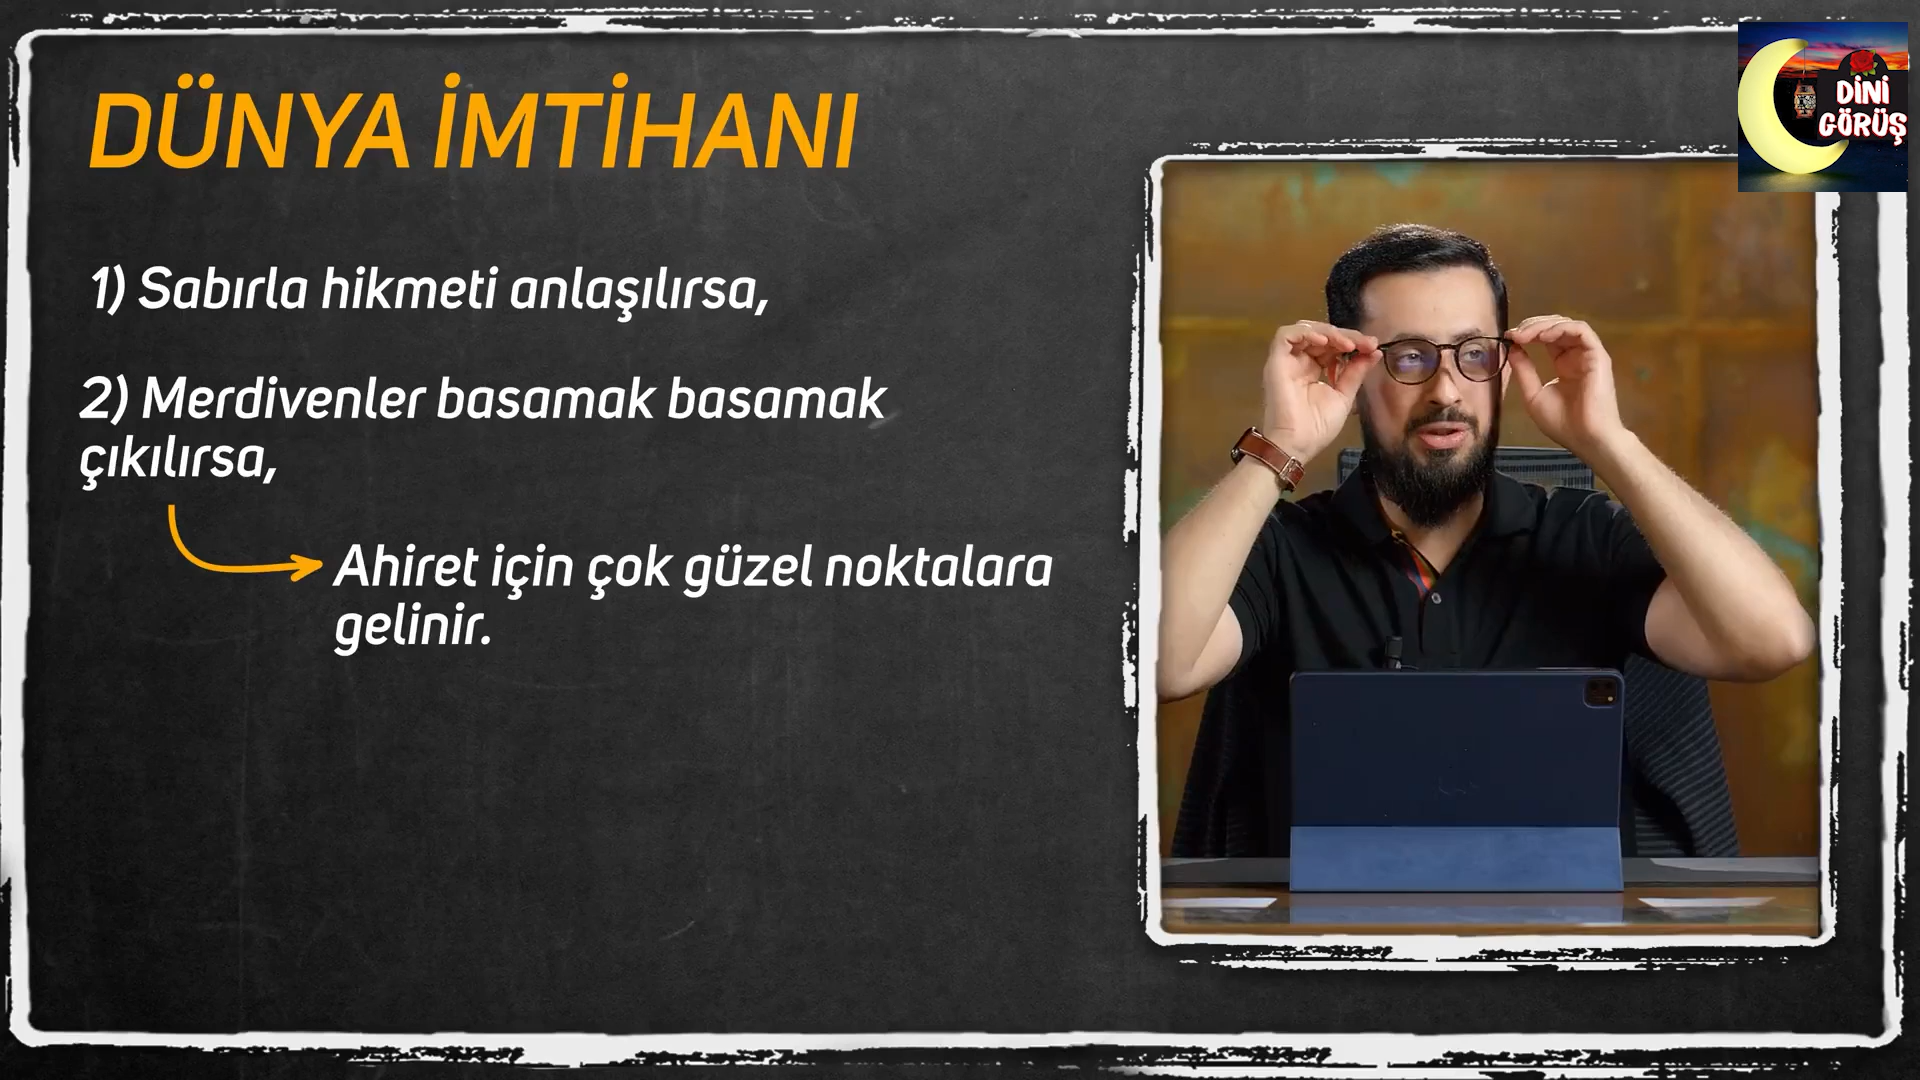 DÜNYA İMTİHANI
1) Sabırla hikmeti anlaşılırsa,
2) Merdivenler basamak basamak
çıkılırsa,
Ahiret için çok güzel noktalara
gelinir.
DİNİ
GÖRÜŞ